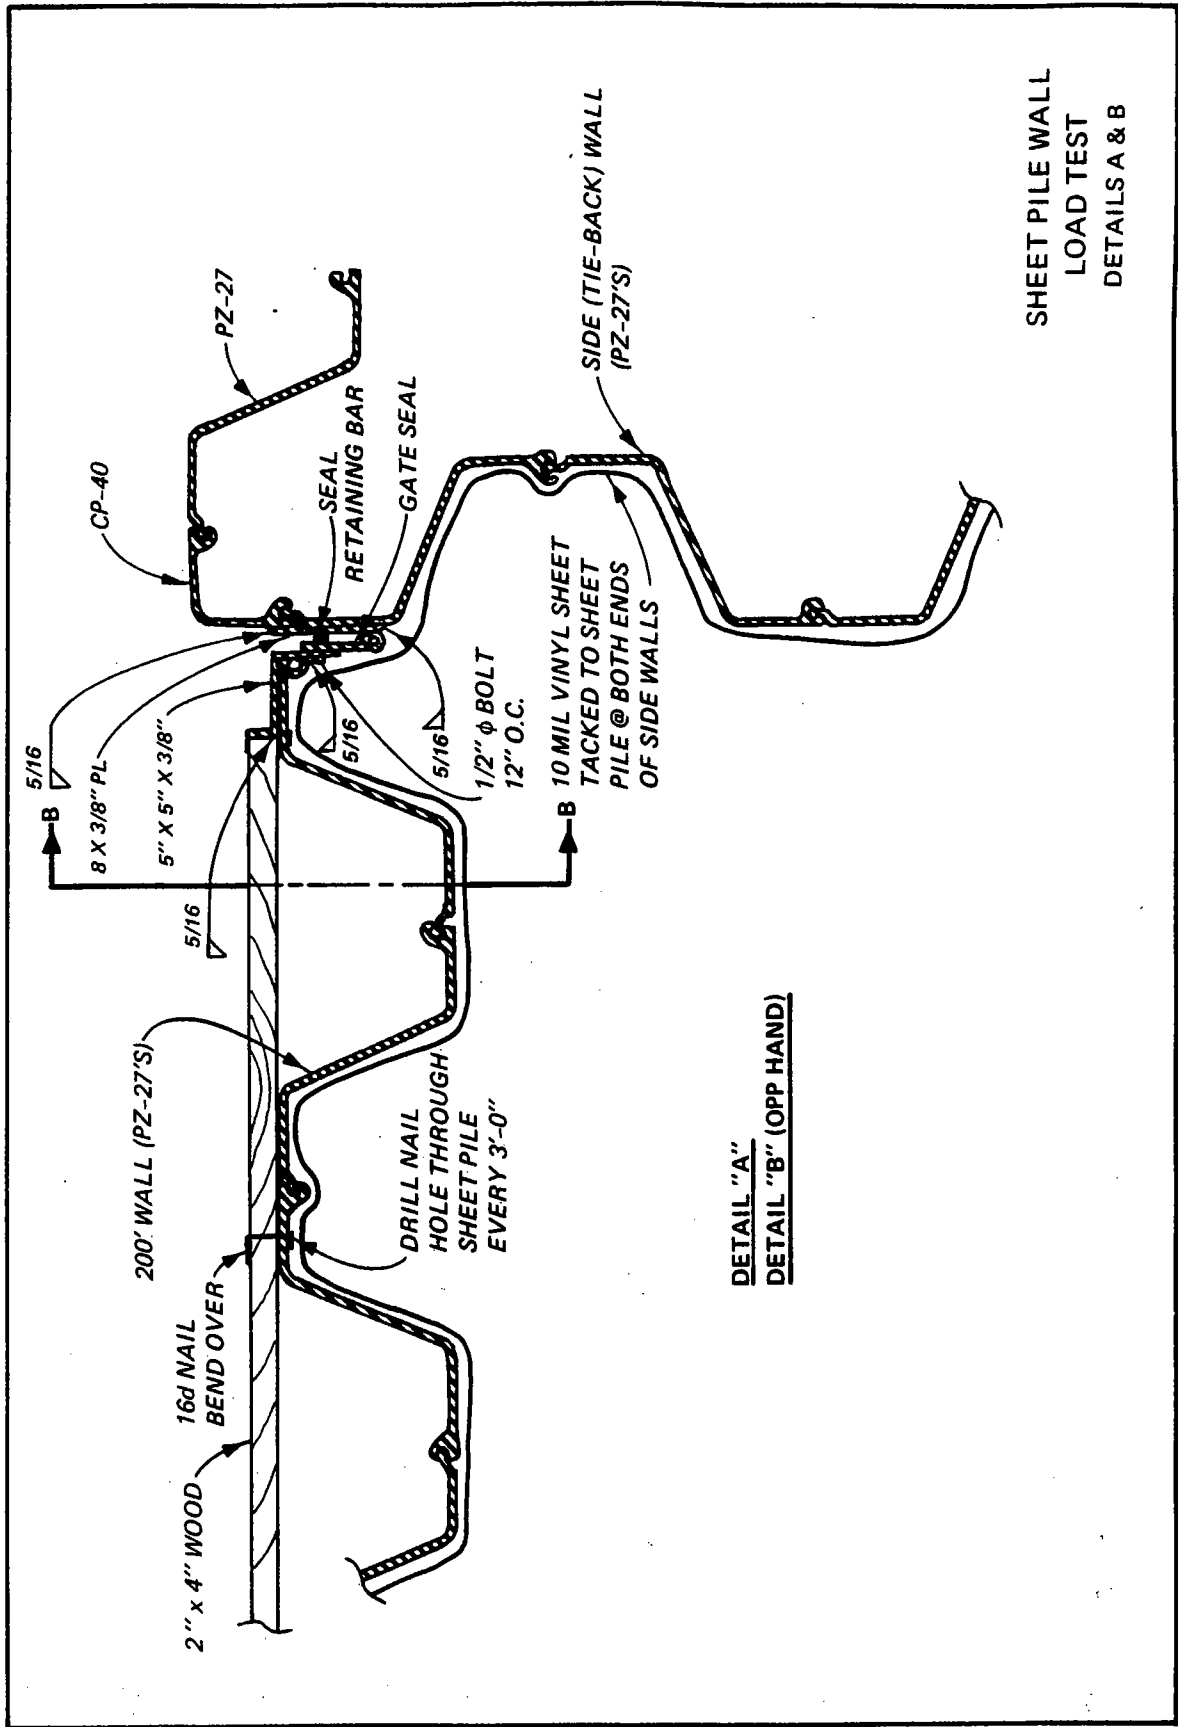 2" x 4" WOOD
16d NAIL
BEND OVER
200' WALL (PZ-27'S)
DRILL NAIL
HOLE THROUGH
SHEET PILE
EVERY 3'-0"
B
5/16
8 X 3/8" PL
5" X 5" X 3/8"
5/16
5/16
5/16
1/2" ϕ BOLT
12" O.C.
B
10 MIL VINYL SHEET
TACKED TO SHEET
PILE @ BOTH ENDS
OF SIDE WALLS
CP-40
PZ-27
SEAL
RETAINING BAR
GATE SEAL
SIDE (TIE-BACK) WALL
(PZ-27'S)
DETAIL "A"
DETAIL "B" (OPP HAND)
SHEET PILE WALL
LOAD TEST
DETAILS A & B